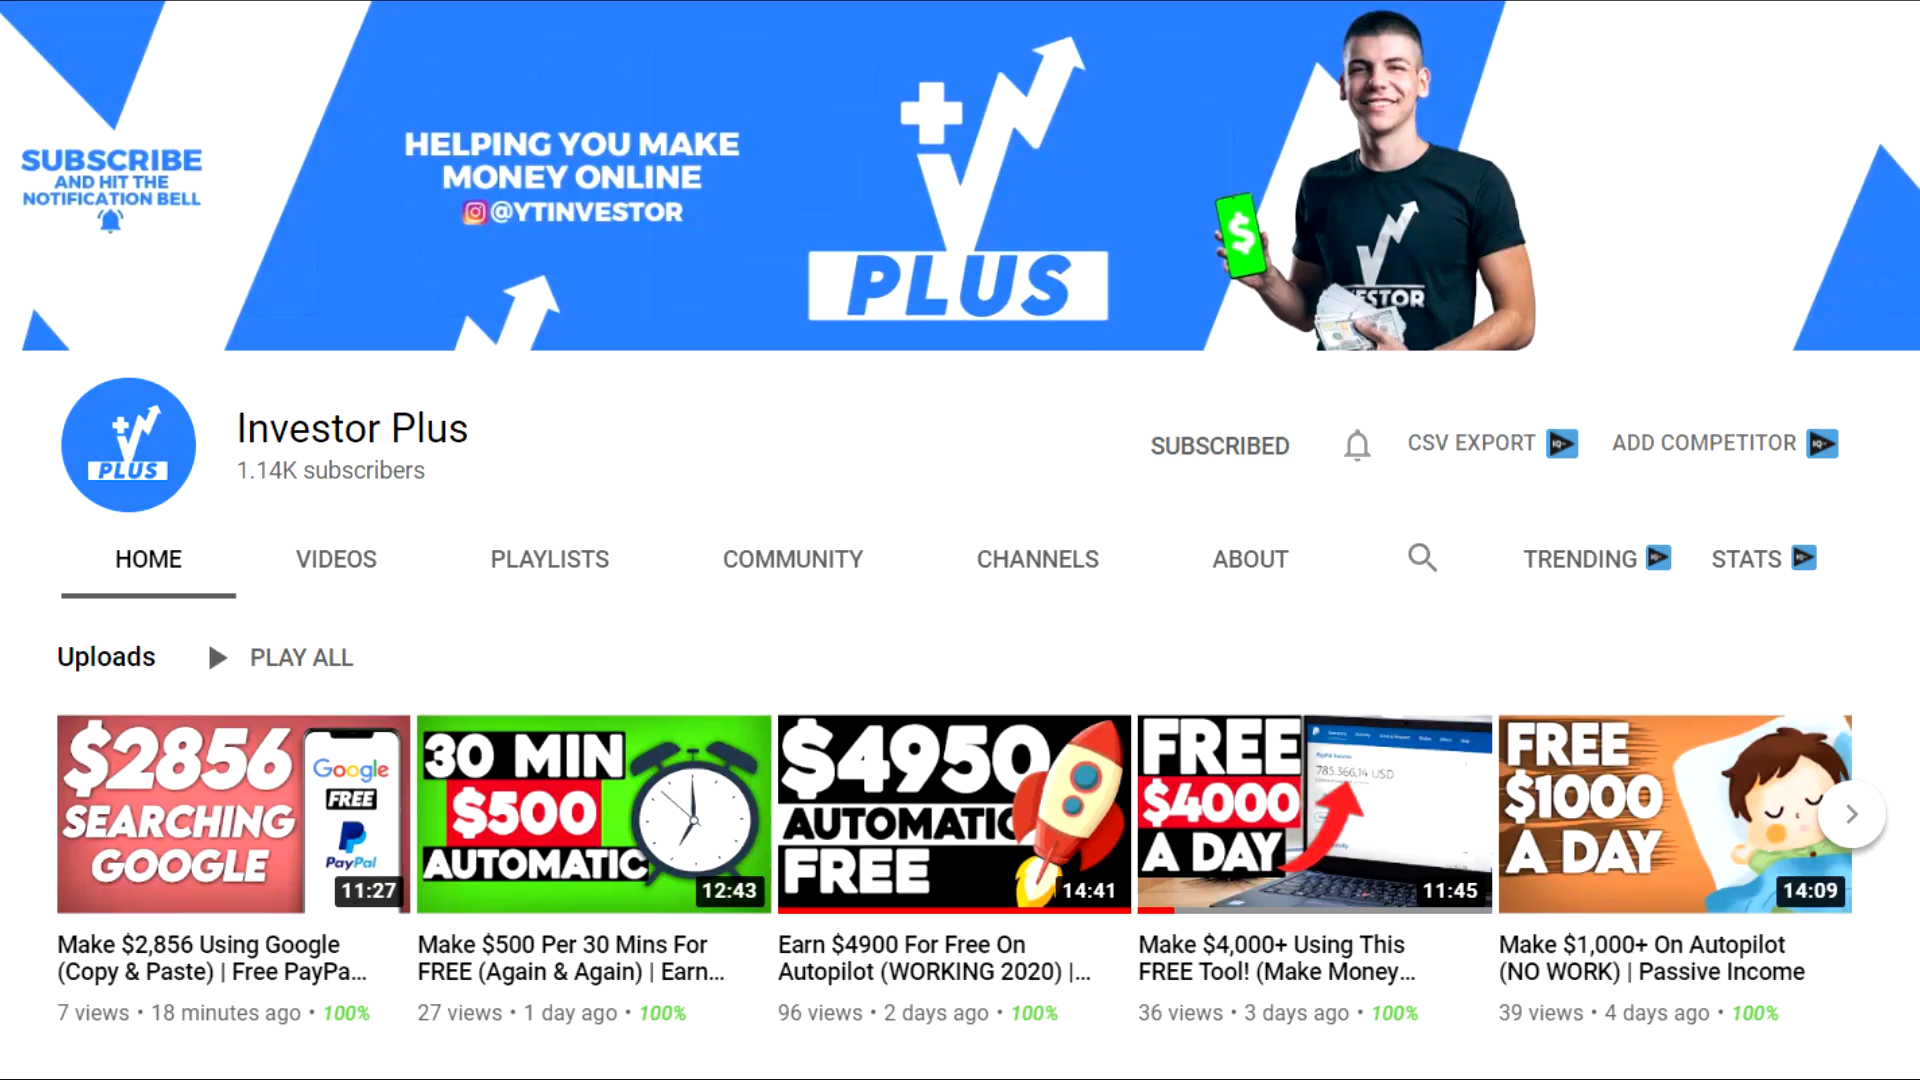 SUBSCRIBE
AND HIT THE
NOTIFICATION BELL
HELPING YOU MAKE
MONEY ONLINE
@YTINVESTOR
PLUS
$
ESTOR
PLUS
Investor Plus
1.14K subscribers
SUBSCRIBED
CSV EXPORT
ADD COMPETITOR
HOME
VIDEOS
PLAYLISTS
COMMUNITY
CHANNELS
ABOUT
TRENDING
STATS
Uploads
PLAY ALL
$2856
SEARCHING
GOOGLE
Google
FREE
PayPal
11:27
30 MIN
$500
AUTOMATIC
12:43
$4950
AUTOMATIC
FREE
14:41
FREE
$4000
A DAY
785.366,14 USD
11:45
FREE
$1000
A DAY
14:09
Make $2,856 Using Google
(Copy & Paste) | Free PayPa...
7 views • 18 minutes ago • 100%
Make $500 Per 30 Mins For
FREE (Again & Again) | Earn...
27 views • 1 day ago • 100%
Earn $4900 For Free On
Autopilot (WORKING 2020) |...
96 views • 2 days ago • 100%
Make $4,000+ Using This
FREE Tool! (Make Money...
36 views • 3 days ago • 100%
Make $1,000+ On Autopilot
(NO WORK) | Passive Income
39 views • 4 days ago • 100%